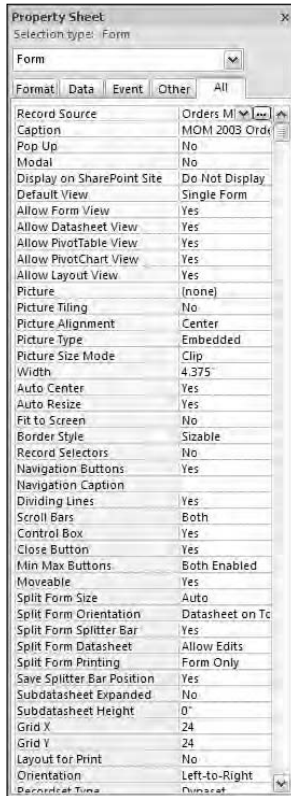 Property Sheet x
Selection type: Form
Form
Format Data Event Other All
Record Source Orders M ...
Caption MOM 2003 Orde
Pop Up No
Modal No
Display on SharePoint Site Do Not Display
Default View Single Form
Allow Form View Yes
Allow Datasheet View Yes
Allow PivotTable View Yes
Allow PivotChart View Yes
Allow Layout View Yes
Picture (none)
Picture Tiling No
Picture Alignment Center
Picture Type Embedded
Picture Size Mode Clip
Width 4.375"
Auto Center Yes
Auto Resize Yes
Fit to Screen No
Border Style Sizable
Record Selectors No
Navigation Buttons Yes
Navigation Caption
Dividing Lines Yes
Scroll Bars Both
Control Box Yes
Close Button Yes
Min Max Buttons Both Enabled
Moveable Yes
Split Form Size Auto
Split Form Orientation Datasheet on To
Split Form Splitter Bar Yes
Split Form Datasheet Allow Edits
Split Form Printing Form Only
Save Splitter Bar Position Yes
Subdatasheet Expanded No
Subdatasheet Height 0"
Grid X 24
Grid Y 24
Layout for Print No
Orientation Left-to-Right
Recordset Type Dynaset